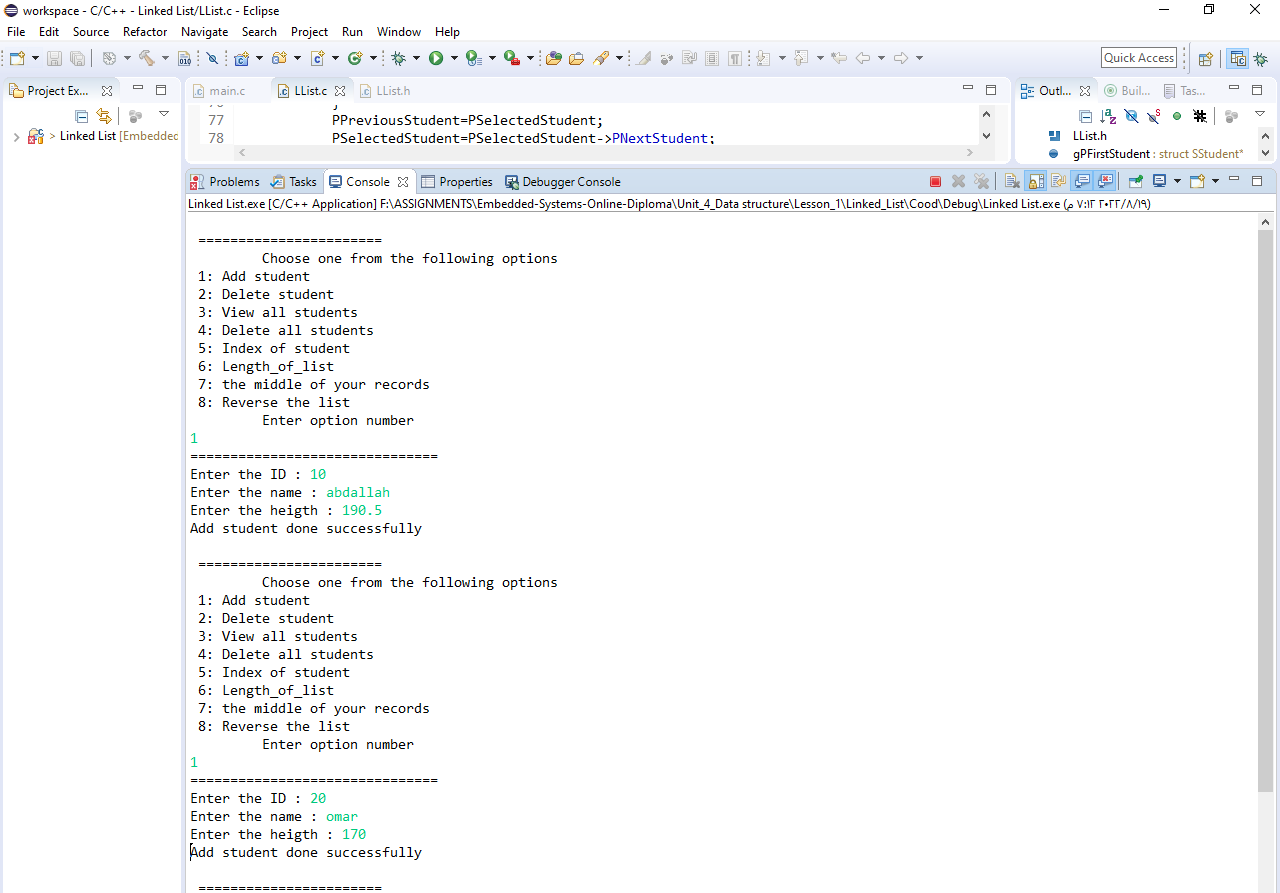 workspace - C/C++ - Linked List/LList.c - Eclipse
File Edit Source Refactor Navigate Search Project Run Window Help
Quick Access
Project Ex...
main.c LList.c LList.h
Outl... Buil... Tas...
> Linked List [Embeddec
77 PPreviousStudent=PSelectedStudent;
78 PSelectedStudent=PSelectedStudent->PNextStudent;
LList.h
gPFirstStudent : struct SStudent*
Problems Tasks Console Properties Debugger Console
Linked List.exe [C/C++ Application] F:\ASSIGNMENTS\Embedded-Systems-Online-Diploma\Unit_4_Data structure\Lesson_1\Linked_List\Cood\Debug\Linked List.exe (٢٠٢٢/٨/١٩ ٧:١٢ م)
=======================
Choose one from the following options
1: Add student
2: Delete student
3: View all students
4: Delete all students
5: Index of student
6: Length_of_list
7: the middle of your records
8: Reverse the list
Enter option number
1
===============================
Enter the ID : 10
Enter the name : abdallah
Enter the heigth : 190.5
Add student done successfully
=======================
Choose one from the following options
1: Add student
2: Delete student
3: View all students
4: Delete all students
5: Index of student
6: Length_of_list
7: the middle of your records
8: Reverse the list
Enter option number
1
===============================
Enter the ID : 20
Enter the name : omar
Enter the heigth : 170
Add student done successfully
=======================